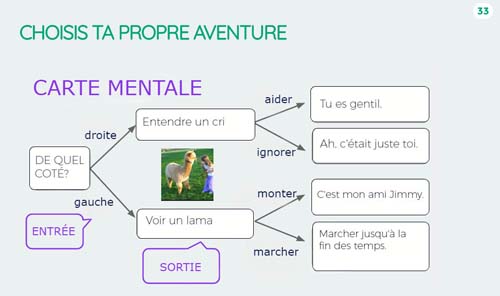 33
CHOISIS TA PROPRE AVENTURE
CARTE MENTALE
aider
Tu es gentil.
Entendre un cri
droite
ignorer
Ah, c'était juste toi.
DE QUEL
COTÉ?
gauche
monter
C'est mon ami Jimmy.
Voir un lama
ENTRÉE
marcher
Marcher jusqu'à la
fin des temps.
SORTIE